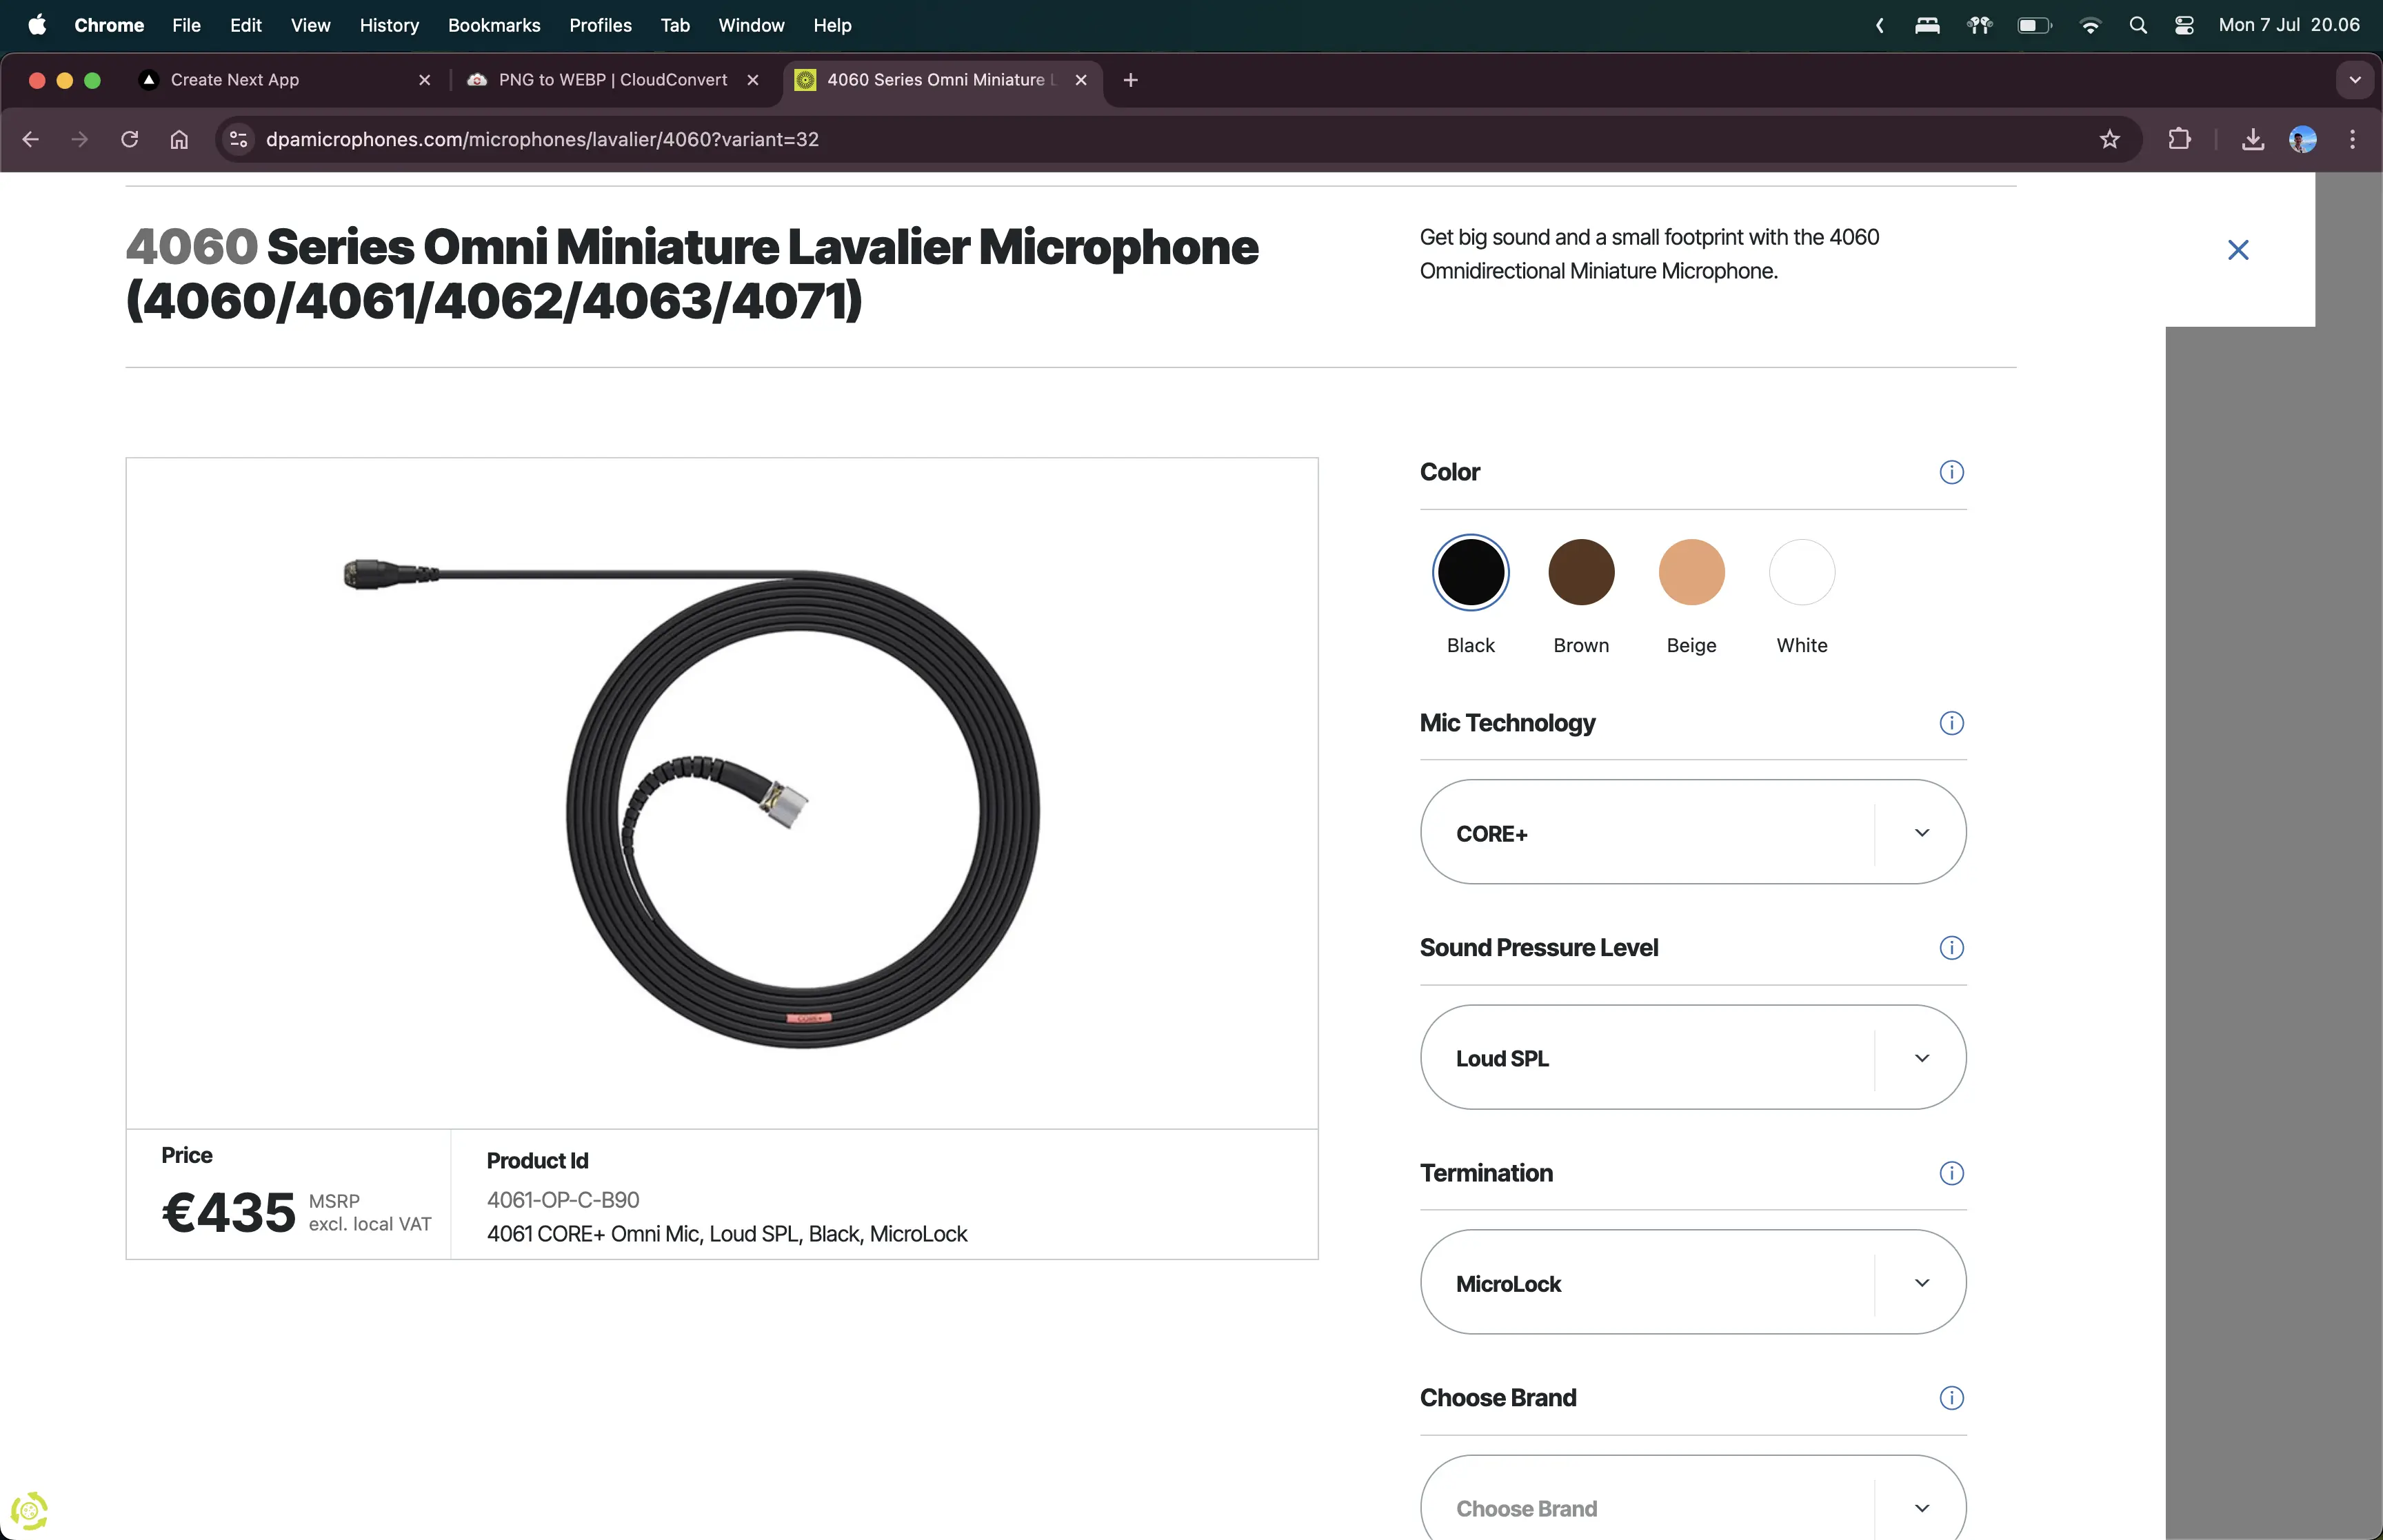 Chrome File Edit View History Bookmarks Profiles Tab Window Help Mon 7 Jul 20.06
Create Next App
PNG to WEBP | CloudConvert
4060 Series Omni Miniature L
dpamicrophones.com/microphones/lavalier/4060?variant=32
4060 Series Omni Miniature Lavalier Microphone
(4060/4061/4062/4063/4071)
Get big sound and a small footprint with the 4060
Omnidirectional Miniature Microphone.
Color
Black Brown Beige White
Mic Technology
CORE+
Sound Pressure Level
Loud SPL
Termination
MicroLock
Choose Brand
Choose Brand
CORE+
Price
€435 MSRP
excl. local VAT
Product Id
4061-OP-C-B90
4061 CORE+ Omni Mic, Loud SPL, Black, MicroLock